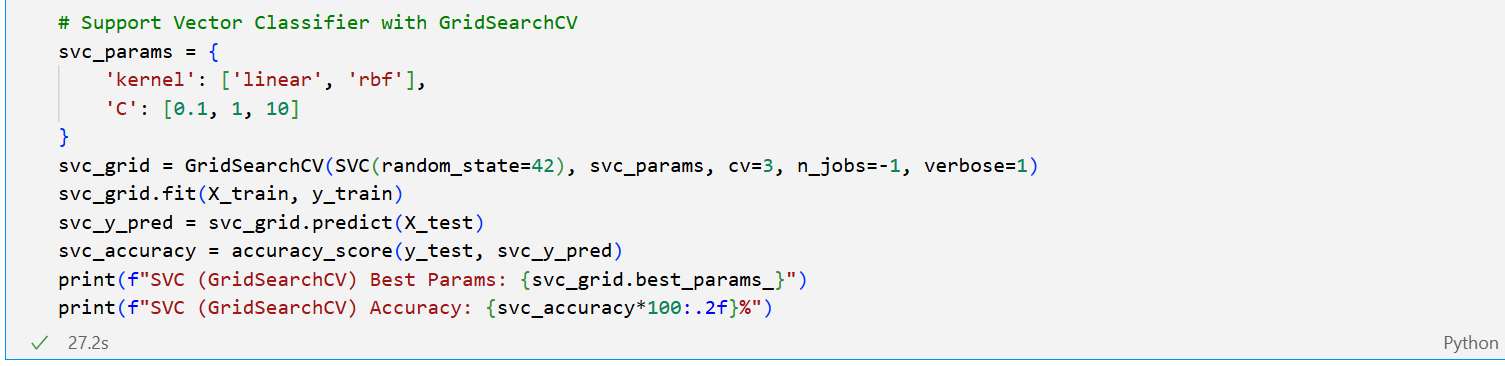 # Support Vector Classifier with GridSearchCV
svc_params = {
    'kernel': ['linear', 'rbf'],
    'C': [0.1, 1, 10]
}
svc_grid = GridSearchCV(SVC(random_state=42), svc_params, cv=3, n_jobs=-1, verbose=1)
svc_grid.fit(X_train, y_train)
svc_y_pred = svc_grid.predict(X_test)
svc_accuracy = accuracy_score(y_test, svc_y_pred)
print(f"SVC (GridSearchCV) Best Params: {svc_grid.best_params_}")
print(f"SVC (GridSearchCV) Accuracy: {svc_accuracy*100:.2f}%")
27.2s
Python